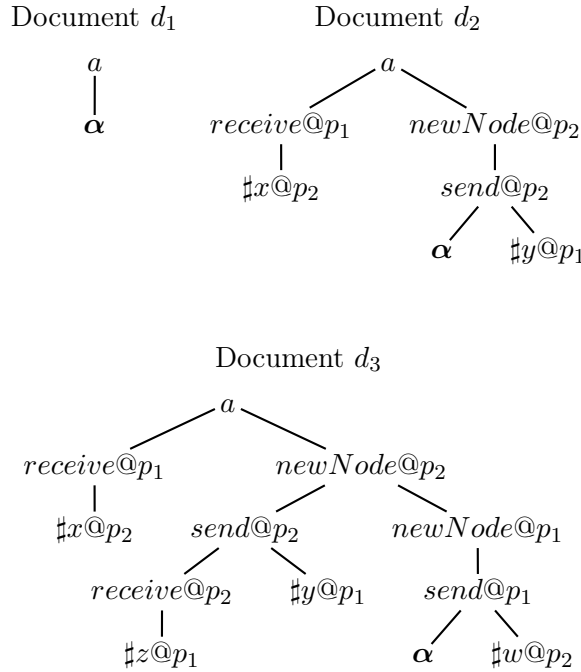 Document d₁ Document d₂
a a
α receive@p₁ newNode@p₂
♯x@p₂ send@p₂
α ♯y@p₁
Document d₃
a
receive@p₁ newNode@p₂
♯x@p₂ send@p₂ newNode@p₁
receive@p₂ ♯y@p₁ send@p₁
♯z@p₁ α ♯w@p₂